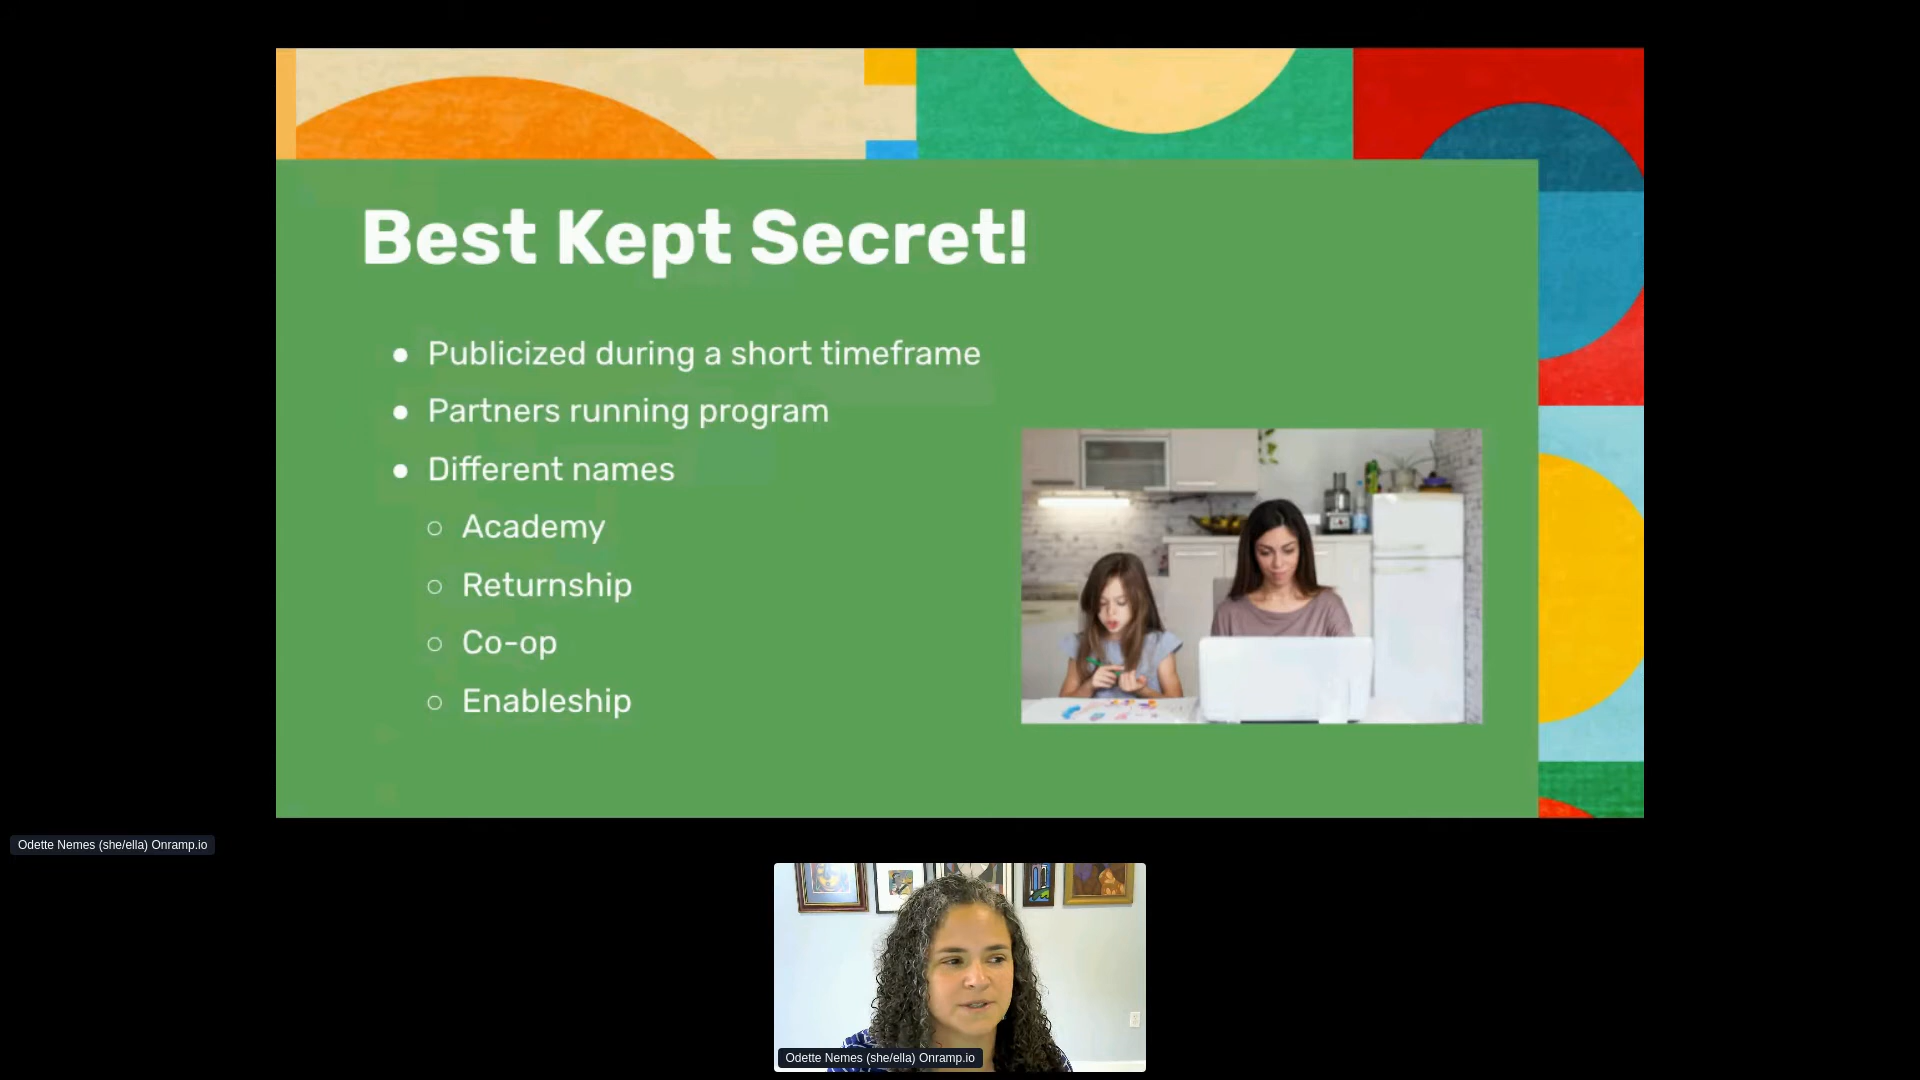 Best Kept Secret!
● Publicized during a short timeframe
● Partners running program
● Different names
○ Academy
○ Returnship
○ Co-op
○ Enableship
Odette Nemes (she/ella) Onramp.io
Odette Nemes (she/ella) Onramp.io